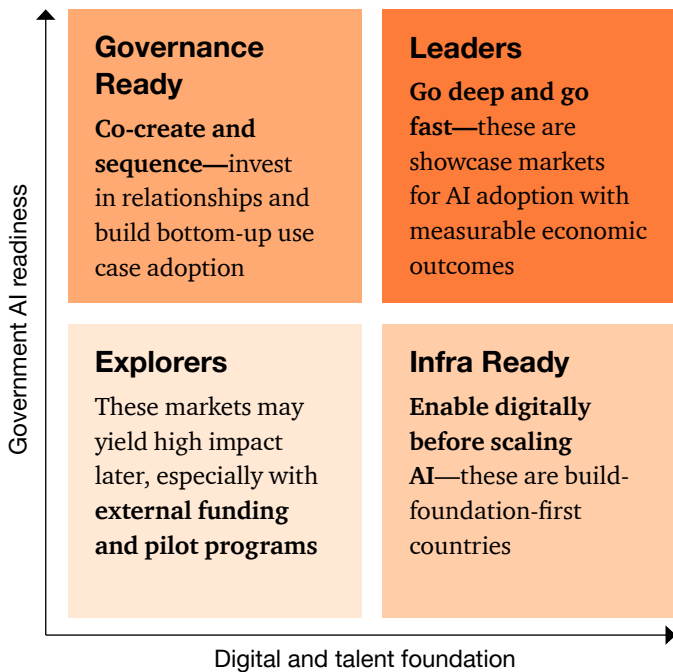 Government AI readiness
Governance
Ready
Co-create and
sequence—invest
in relationships and
build bottom-up use
case adoption
Leaders
Go deep and go
fast—these are
showcase markets
for AI adoption with
measurable economic
outcomes
Explorers
These markets may
yield high impact
later, especially with
external funding
and pilot programs
Infra Ready
Enable digitally
before scaling
AI—these are build-
foundation-first
countries
Digital and talent foundation